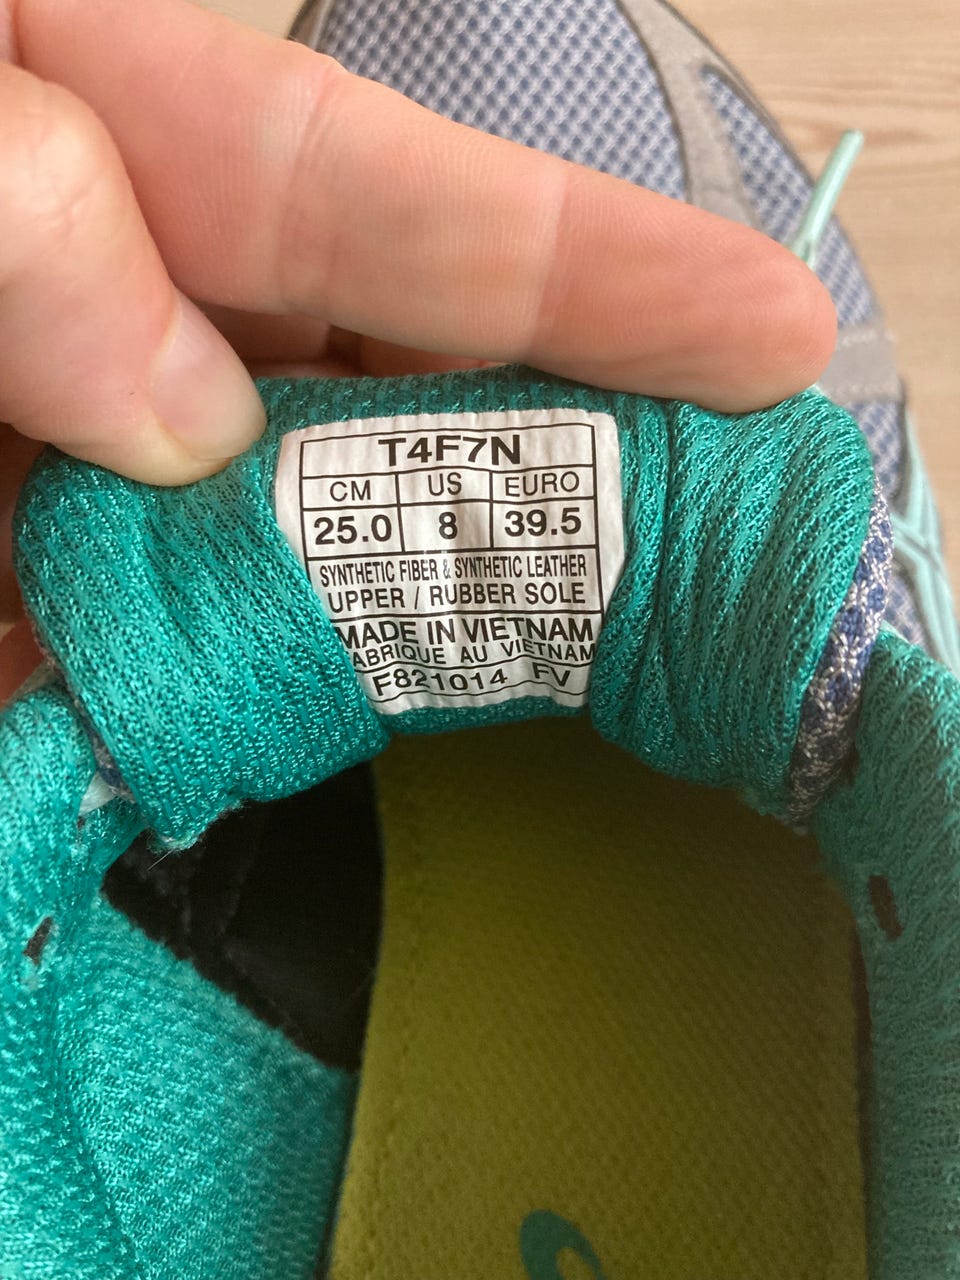 T4F7N
CM US EURO
25.0 8 39.5
SYNTHETIC FIBER & SYNTHETIC LEATHER
UPPER / RUBBER SOLE
MADE IN VIETNAM
ABRIQUE AU VIETNAM
F821014 FV